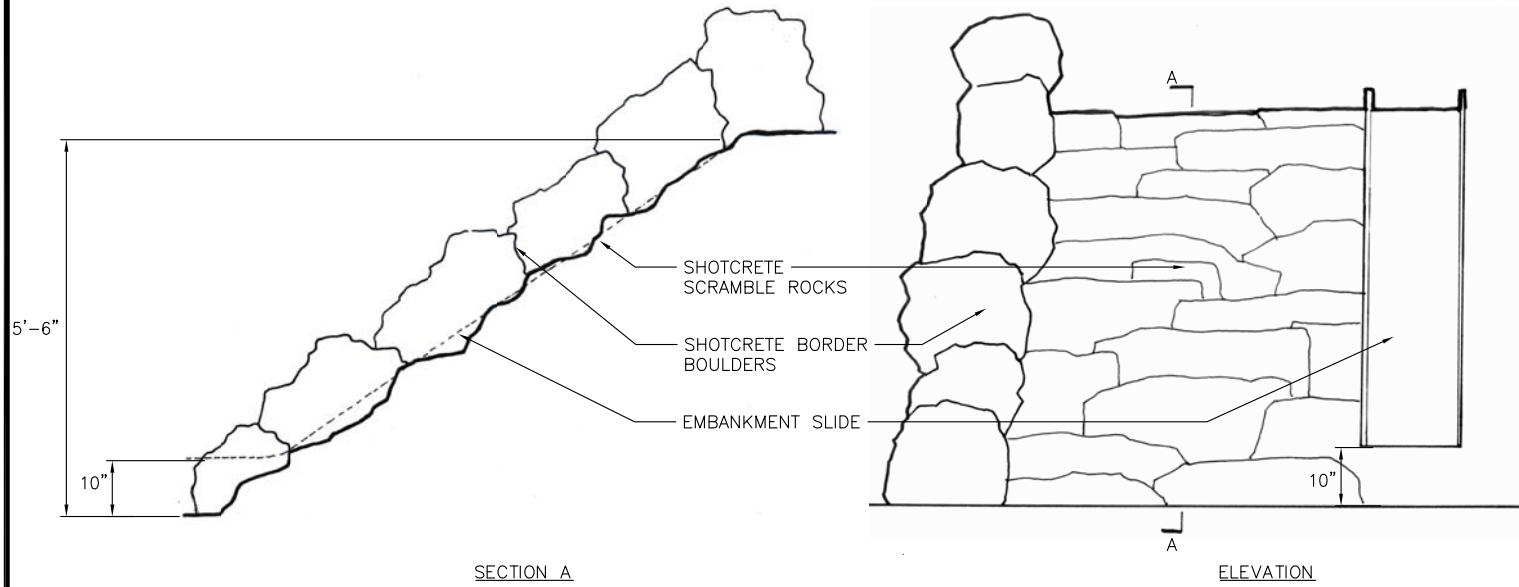 A
SHOTCRETE
SCRAMBLE ROCKS
5'-6"
SHOTCRETE BORDER
BOULDERS
EMBANKMENT SLIDE
10"
10"
A
SECTION A
ELEVATION